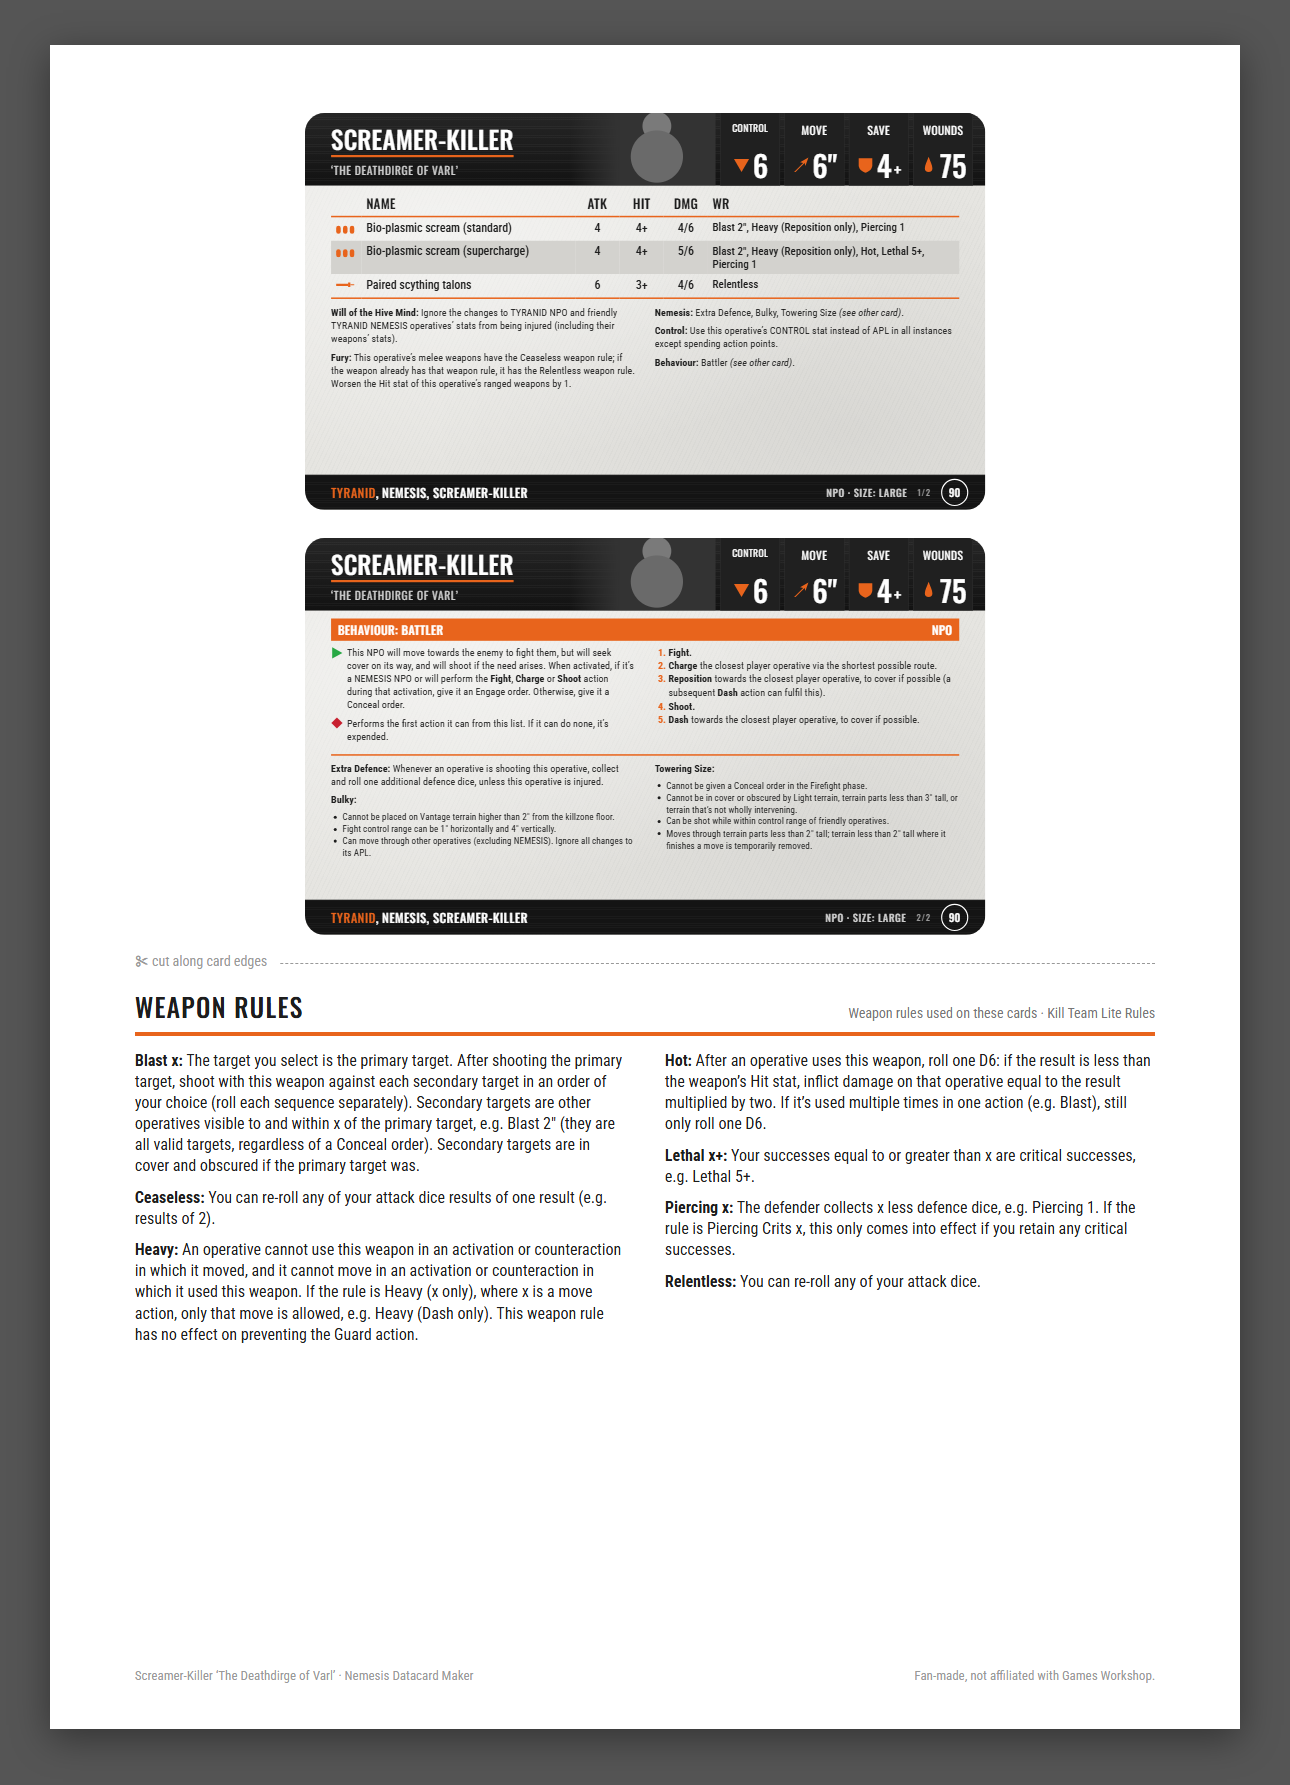 SCREAMER-KILLER
‘THE DEATHDIRGE OF VARL’
CONTROL MOVE SAVE WOUNDS
6 6" 4+ 75
NAME ATK HIT DMG WR
Bio-plasmic scream (standard) 4 4+ 4/6 Blast 2", Heavy (Reposition only), Piercing 1
Bio-plasmic scream (supercharge) 4 4+ 5/6 Blast 2", Heavy (Reposition only), Hot, Lethal 5+,
Piercing 1
Paired scything talons 6 3+ 4/6 Relentless
Will of the Hive Mind: Ignore the changes to TYRANID NPO and friendly
TYRANID NEMESIS operatives’ stats from being injured (including their
weapons’ stats).
Fury: This operative’s melee weapons have the Ceaseless weapon rule; if
the weapon already has that weapon rule, it has the Relentless weapon rule.
Worsen the Hit stat of this operative’s ranged weapons by 1.
Nemesis: Extra Defence, Bulky, Towering Size (see other card).
Control: Use this operative’s CONTROL stat instead of APL in all instances
except spending action points.
Behaviour: Battler (see other card).
TYRANID, NEMESIS, SCREAMER-KILLER
NPO · SIZE: LARGE 1/2 90
SCREAMER-KILLER
‘THE DEATHDIRGE OF VARL’
CONTROL MOVE SAVE WOUNDS
6 6" 4+ 75
BEHAVIOUR: BATTLER NPO
This NPO will move towards the enemy to fight them, but will seek
cover on its way, and will shoot if the need arises. When activated, if it’s
a NEMESIS NPO or will perform the Fight, Charge or Shoot action
during that activation, give it an Engage order. Otherwise, give it a
Conceal order.
Performs the first action it can from this list. If it can do none, it’s
expended.
1. Fight.
2. Charge the closest player operative via the shortest possible route.
3. Reposition towards the closest player operative, to cover if possible (a
subsequent Dash action can fulfil this).
4. Shoot.
5. Dash towards the closest player operative, to cover if possible.
Extra Defence: Whenever an operative is shooting this operative, collect
and roll one additional defence dice, unless this operative is injured.
Bulky:
• Cannot be placed on Vantage terrain higher than 2" from the killzone floor.
• Fight control range can be 1" horizontally and 4" vertically.
• Can move through other operatives (excluding NEMESIS). Ignore all changes to
its APL.
Towering Size:
• Cannot be given a Conceal order in the Firefight phase.
• Cannot be in cover or obscured by Light terrain, terrain parts less than 3" tall, or
terrain that’s not wholly intervening.
• Can be shot while within control range of friendly operatives.
• Moves through terrain parts less than 2" tall; terrain less than 2" tall where it
finishes a move is temporarily removed.
TYRANID, NEMESIS, SCREAMER-KILLER
NPO · SIZE: LARGE 2/2 90
✂ cut along card edges
WEAPON RULES
Weapon rules used on these cards · Kill Team Lite Rules
Blast x: The target you select is the primary target. After shooting the primary
target, shoot with this weapon against each secondary target in an order of
your choice (roll each sequence separately). Secondary targets are other
operatives visible to and within x of the primary target, e.g. Blast 2" (they are
all valid targets, regardless of a Conceal order). Secondary targets are in
cover and obscured if the primary target was.
Ceaseless: You can re-roll any of your attack dice results of one result (e.g.
results of 2).
Heavy: An operative cannot use this weapon in an activation or counteraction
in which it moved, and it cannot move in an activation or counteraction in
which it used this weapon. If the rule is Heavy (x only), where x is a move
action, only that move is allowed, e.g. Heavy (Dash only). This weapon rule
has no effect on preventing the Guard action.
Hot: After an operative uses this weapon, roll one D6: if the result is less than
the weapon’s Hit stat, inflict damage on that operative equal to the result
multiplied by two. If it’s used multiple times in one action (e.g. Blast), still
only roll one D6.
Lethal x+: Your successes equal to or greater than x are critical successes,
e.g. Lethal 5+.
Piercing x: The defender collects x less defence dice, e.g. Piercing 1. If the
rule is Piercing Crits x, this only comes into effect if you retain any critical
successes.
Relentless: You can re-roll any of your attack dice.
Screamer-Killer ‘The Deathdirge of Varl’ · Nemesis Datacard Maker
Fan-made, not affiliated with Games Workshop.